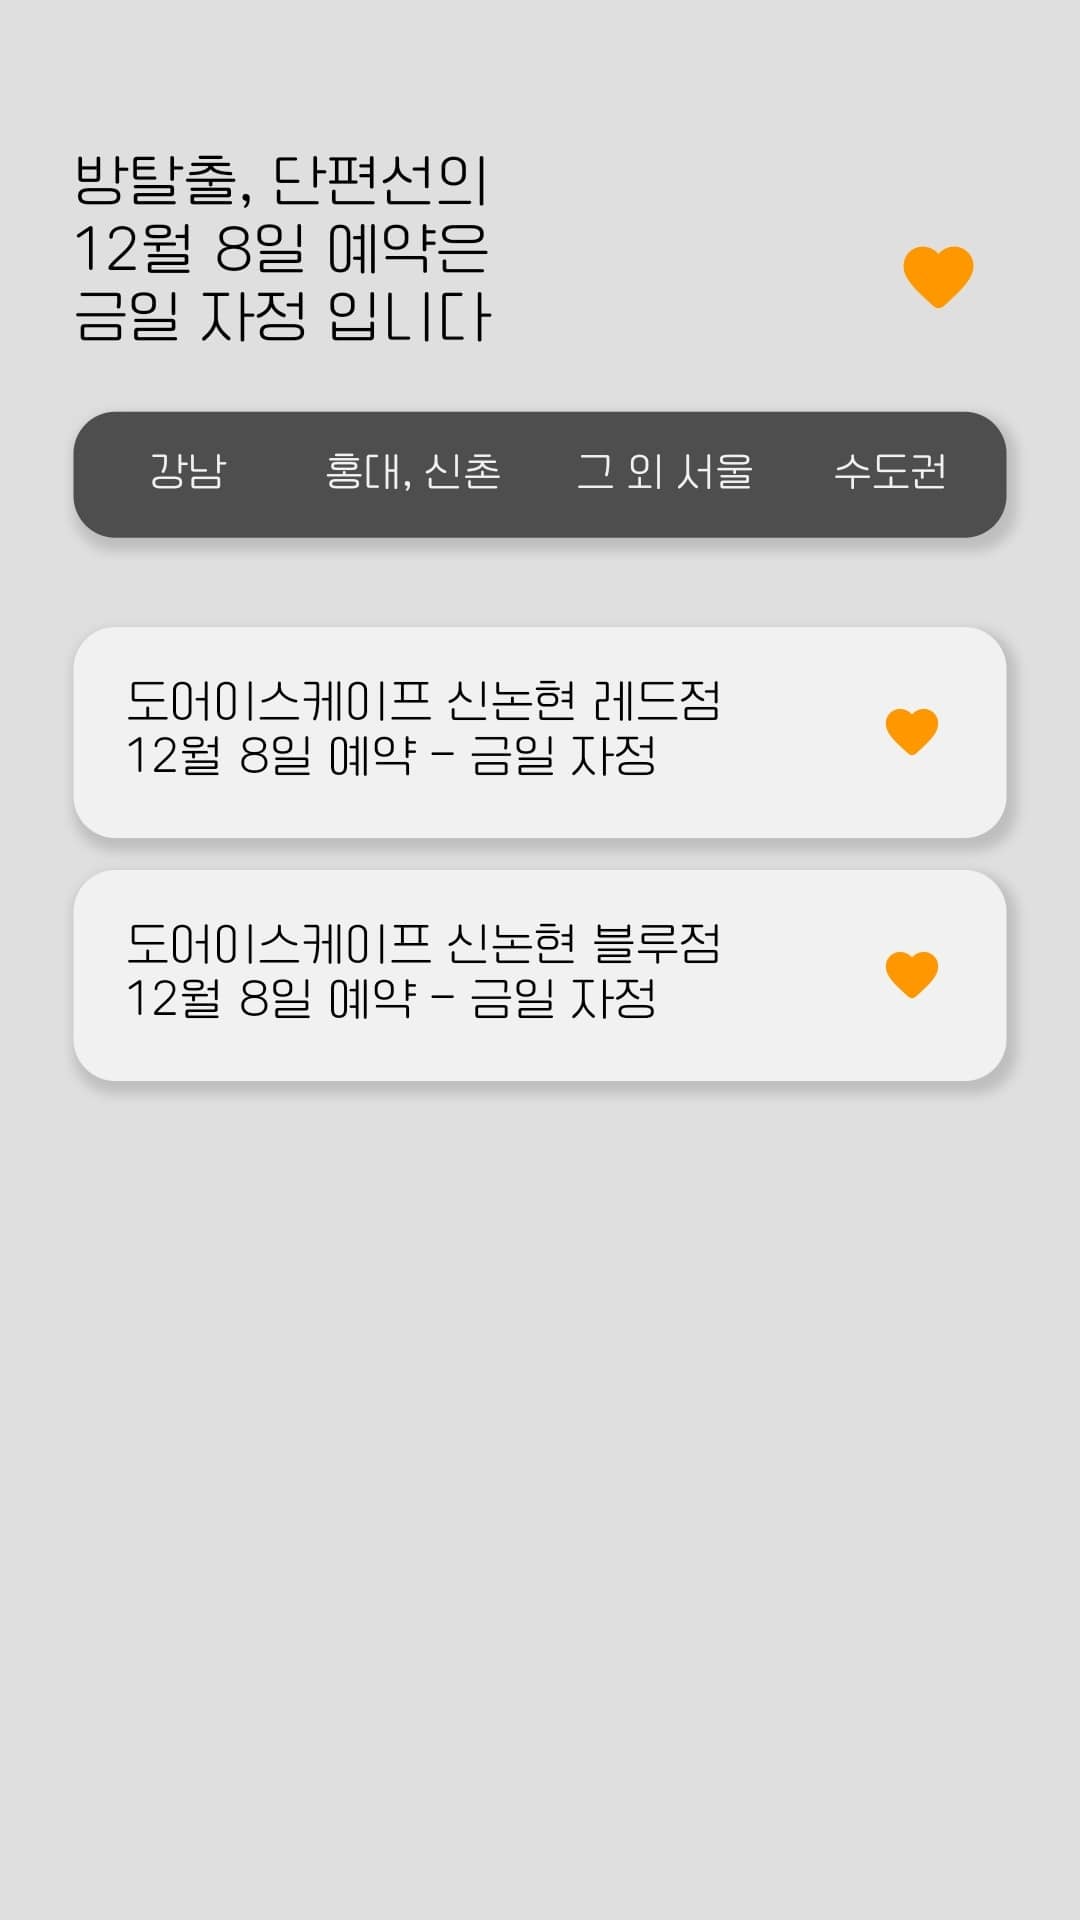 방탈출, 단편선의
12월 8일 예약은
금일 자정 입니다
강남 홍대, 신촌 그 외 서울 수도권
도어이스케이프 신논현 레드점
12월 8일 예약 - 금일 자정
도어이스케이프 신논현 블루점
12월 8일 예약 - 금일 자정